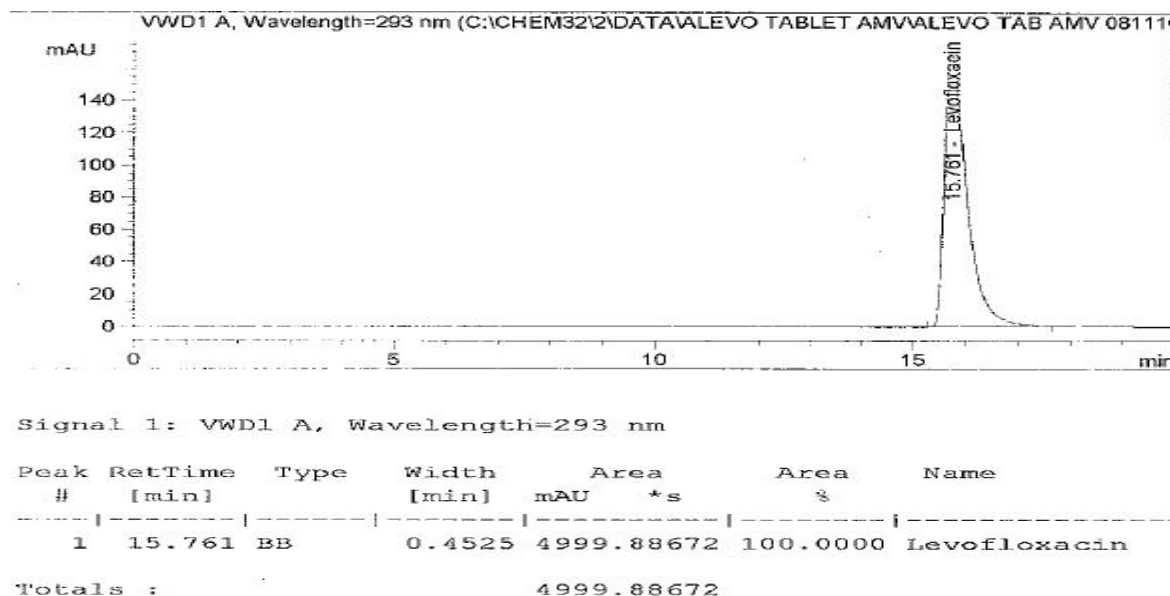 VWD1 A, Wavelength=293 nm (C:\CHEM32\2\DATA\ALEVO TABLET AMV\ALEVO TAB AMV 08111
mAU
140
120
100
80
60
40
20
0
15.761 - Levofloxacin
0 5 10 15 min
Signal 1: VWD1 A, Wavelength=293 nm
Peak RetTime Type Width Area Area Name
# [min] [min] mAU *s %
1 15.761 BB 0.4525 4999.88672 100.0000 Levofloxacin
Totals : 4999.88672